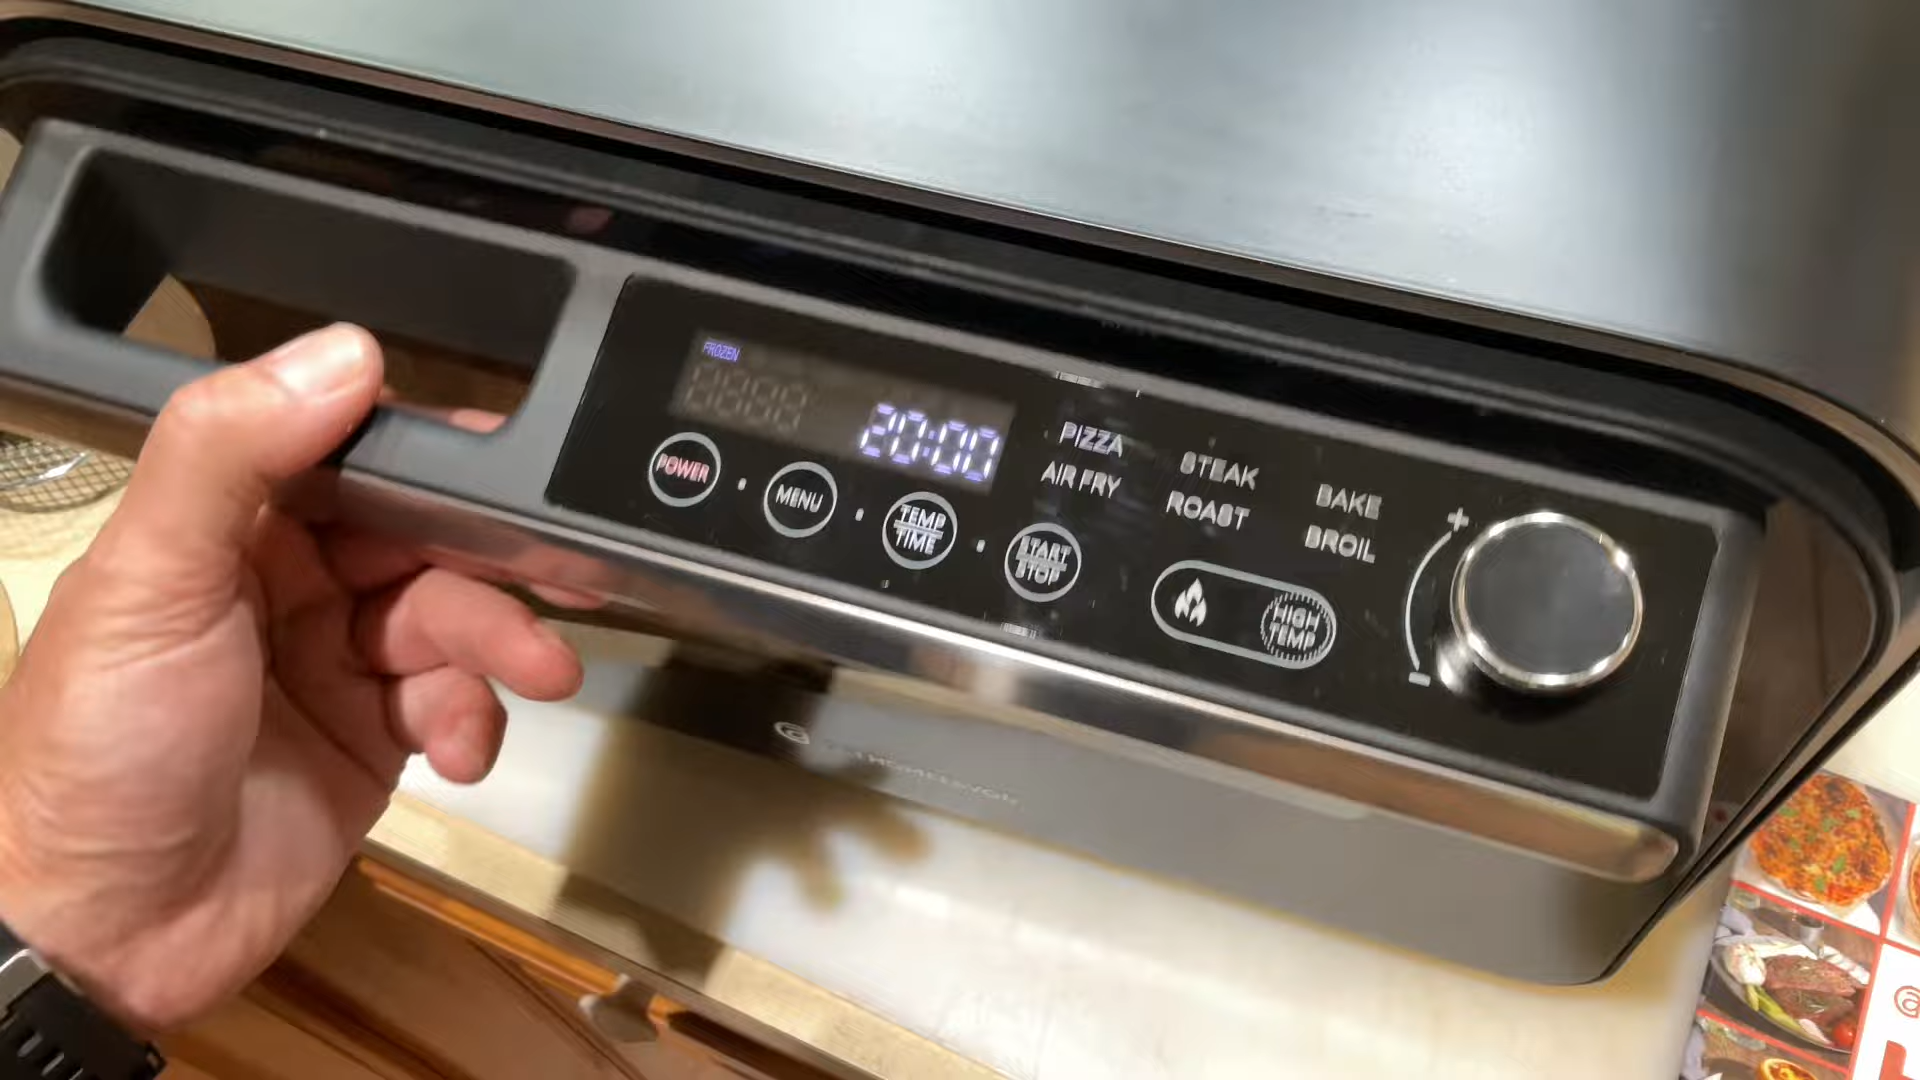 FROZEN
20:00
POWER
MENU
TEMP
TIME
START
STOP
PIZZA
STEAK
BAKE
AIR FRY
ROAST
BROIL
HIGH
TEMP
+
-